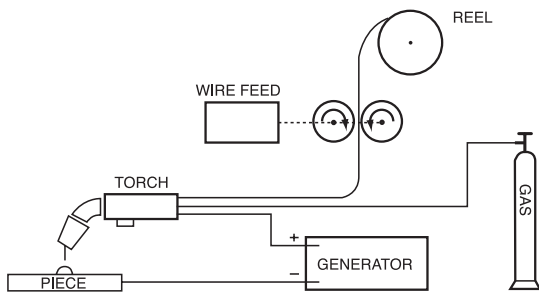 REEL
WIRE FEED
TORCH
GAS
+
GENERATOR
−
PIECE